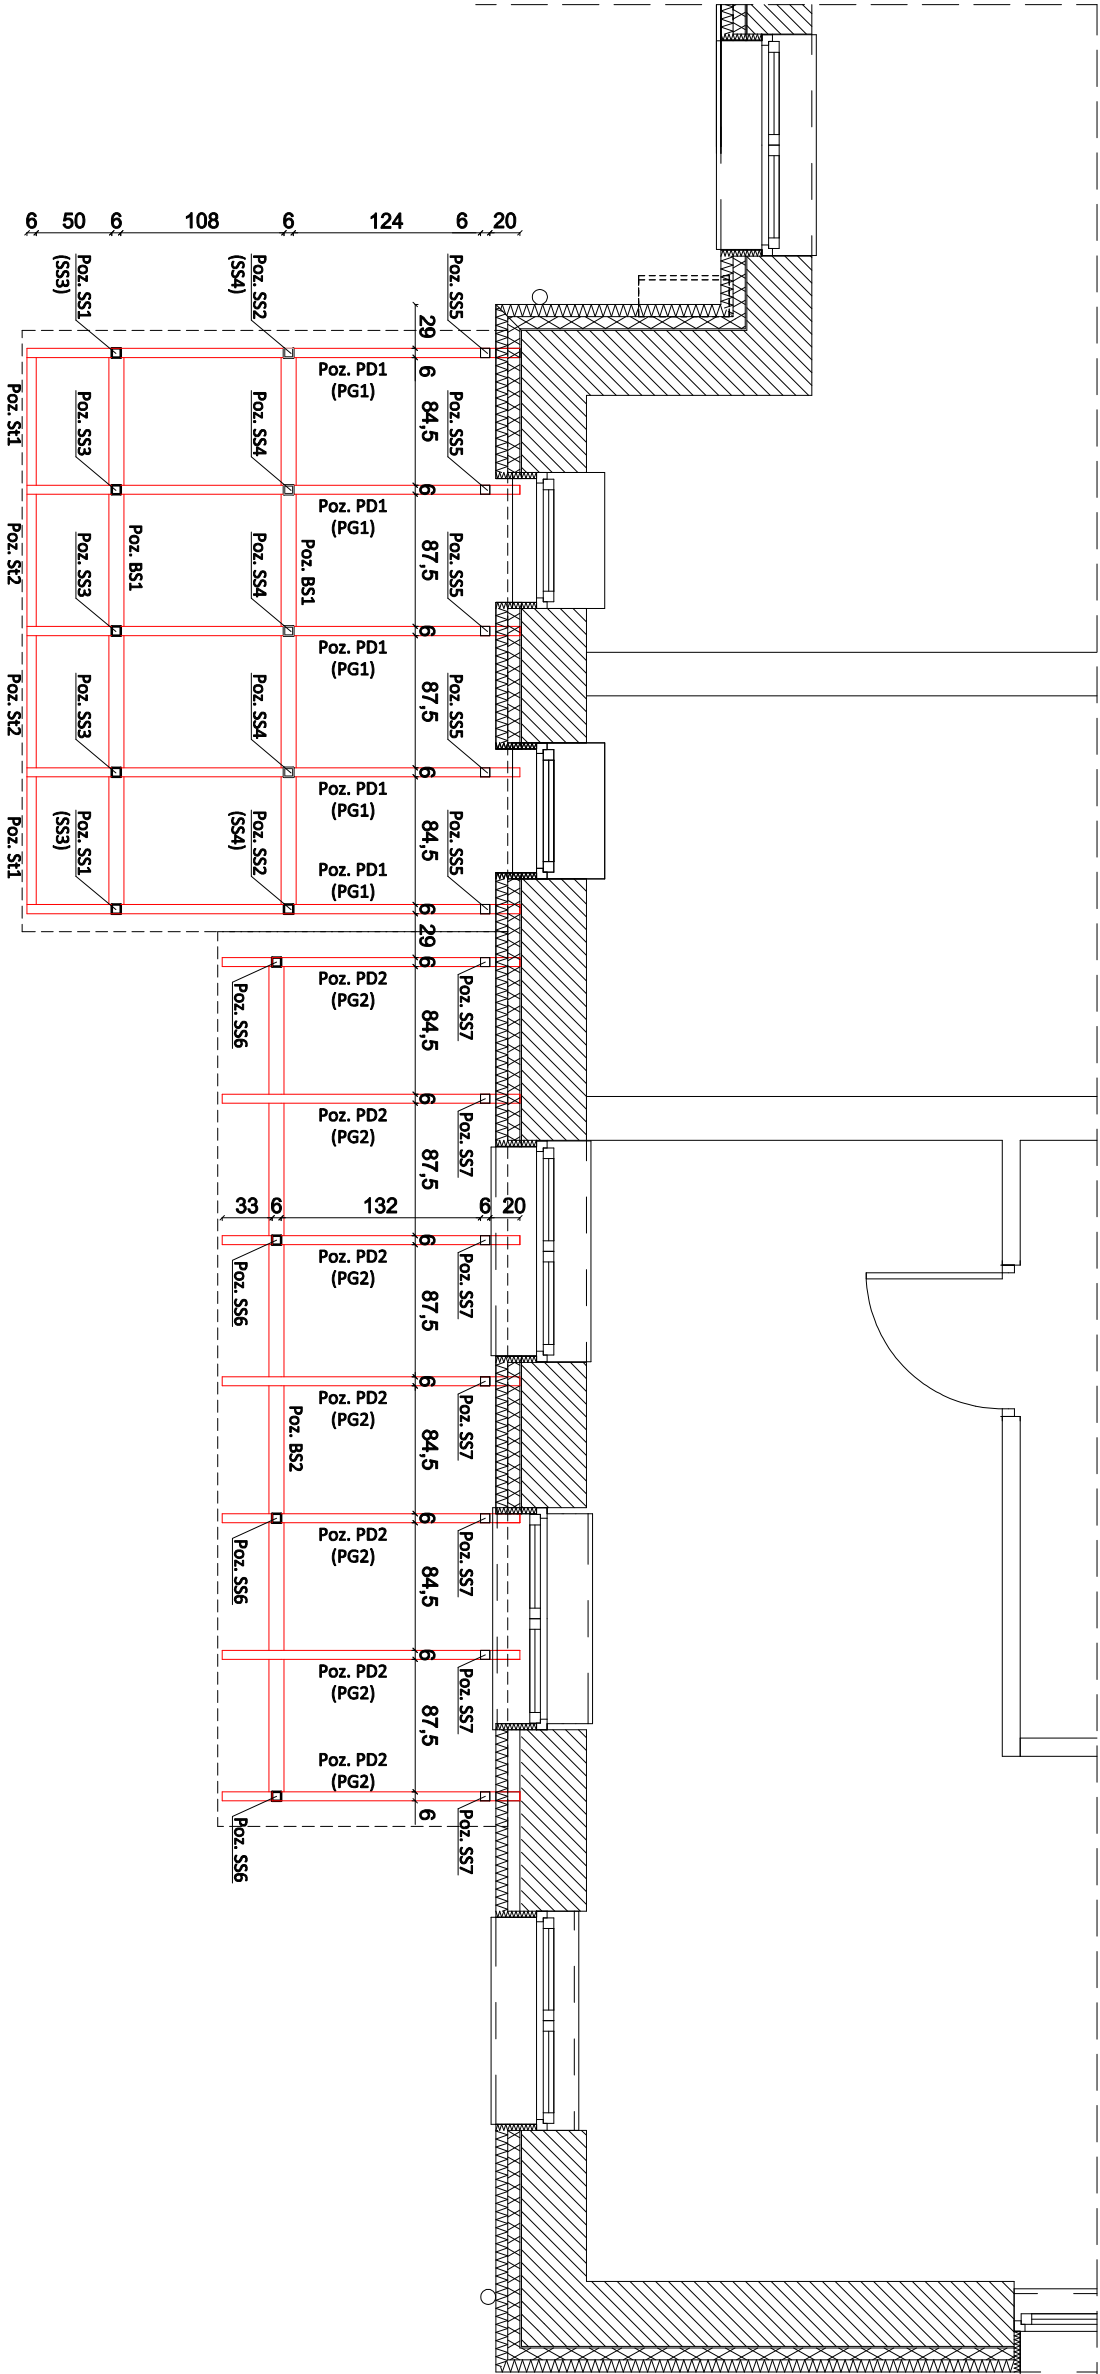 6 50 6 108 6 124 6 20
Poz. SS1
(SS3)
Poz. SS2
(SS4)
Poz. SS5
29
6
Poz. PD1
(PG1)
84,5
Poz. St1
Poz. SS3
Poz. SS4
Poz. SS5
6
Poz. PD1
(PG1)
87,5
Poz. St2
Poz. BS1
Poz. BS1
Poz. SS3
Poz. SS4
Poz. SS5
6
Poz. PD1
(PG1)
87,5
Poz. St2
Poz. SS3
Poz. SS4
Poz. SS5
6
Poz. PD1
(PG1)
84,5
Poz. St1
Poz. SS1
(SS3)
Poz. SS2
(SS4)
Poz. SS5
Poz. PD1
(PG1)
6
29
6
Poz. PD2
(PG2)
Poz. SS6
Poz. SS7
84,5
6
Poz. PD2
(PG2)
Poz. SS7
87,5
33 6 132 6 20
6
Poz. PD2
(PG2)
Poz. SS6
Poz. SS7
87,5
6
Poz. PD2
(PG2)
Poz. SS7
Poz. BS2
84,5
6
Poz. PD2
(PG2)
Poz. SS6
Poz. SS7
84,5
6
Poz. PD2
(PG2)
Poz. SS7
87,5
Poz. PD2
(PG2)
6
Poz. SS6
Poz. SS7